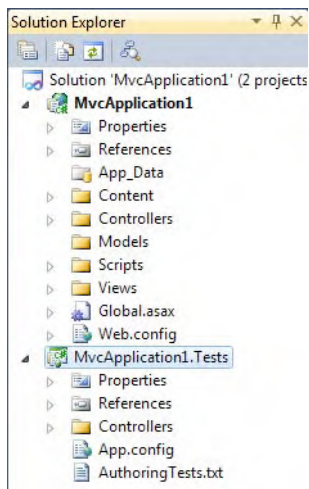 Solution Explorer
Solution 'MvcApplication1' (2 projects
MvcApplication1
Properties
References
App_Data
Content
Controllers
Models
Scripts
Views
Global.asax
Web.config
MvcApplication1.Tests
Properties
References
Controllers
App.config
AuthoringTests.txt